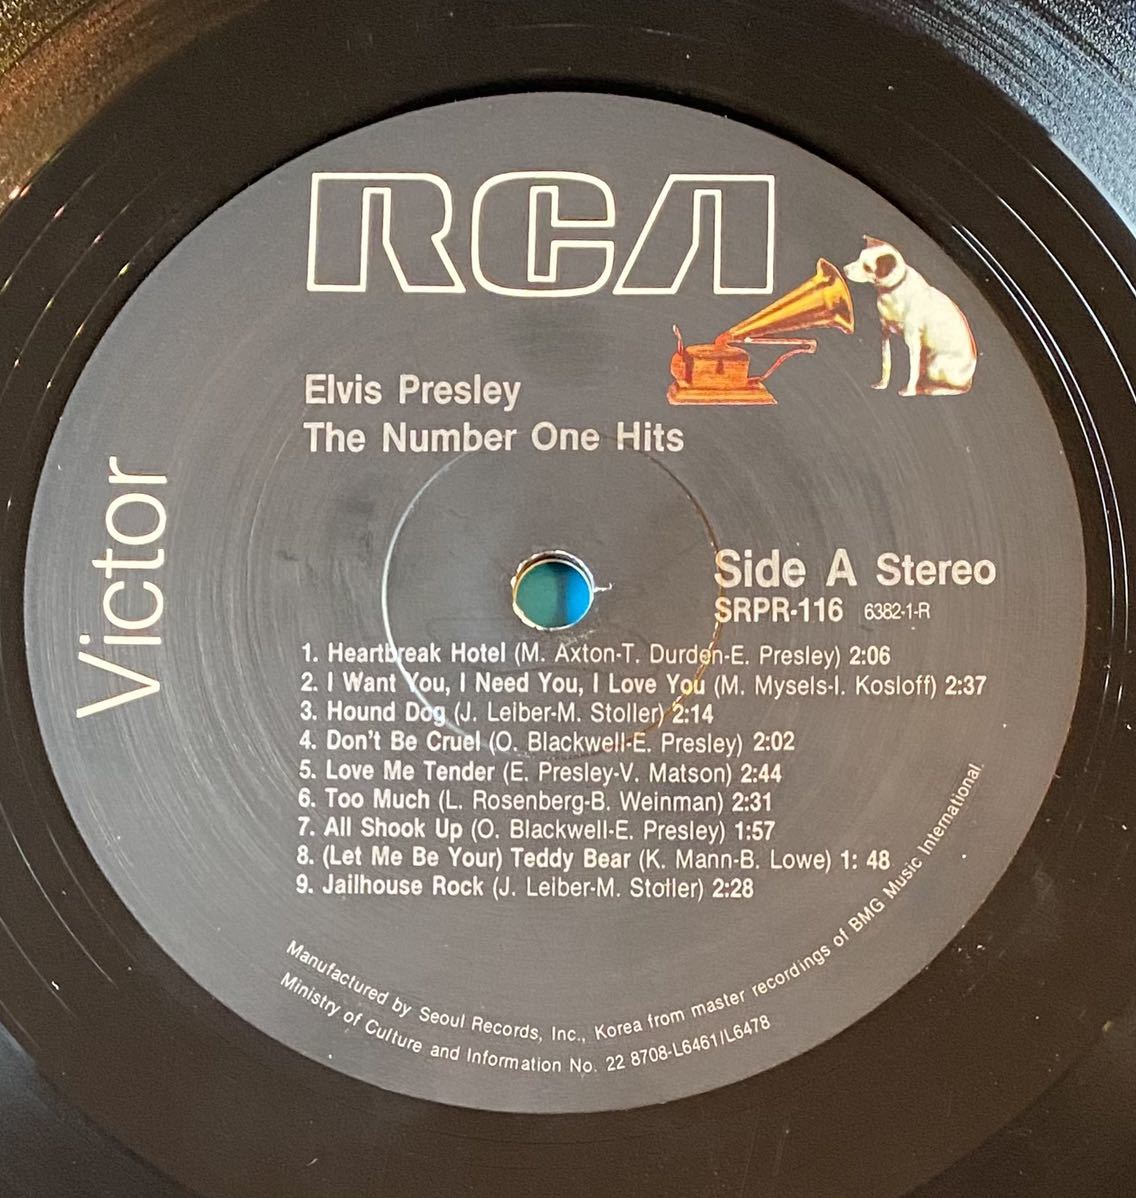 RCA
Victor
Elvis Presley
The Number One Hits
Side A Stereo
SRPR-116 6382-1-R
1. Heartbreak Hotel (M. Axton-T. Durden-E. Presley) 2:06
2. I Want You, I Need You, I Love You (M. Mysels-I. Kosloff) 2:37
3. Hound Dog (J. Leiber-M. Stoller) 2:14
4. Don't Be Cruel (O. Blackwell-E. Presley) 2:02
5. Love Me Tender (E. Presley-V. Matson) 2:44
6. Too Much (L. Rosenberg-B. Weinman) 2:31
7. All Shook Up (O. Blackwell-E. Presley) 1:57
8. (Let Me Be Your) Teddy Bear (K. Mann-B. Lowe) 1: 48
9. Jailhouse Rock (J. Leiber-M. Stoller) 2:28
Manufactured by Seoul Records, Inc., Korea from master recordings of BMG Music International.
Ministry of Culture and Information No. 22 8708-L6461/L6478